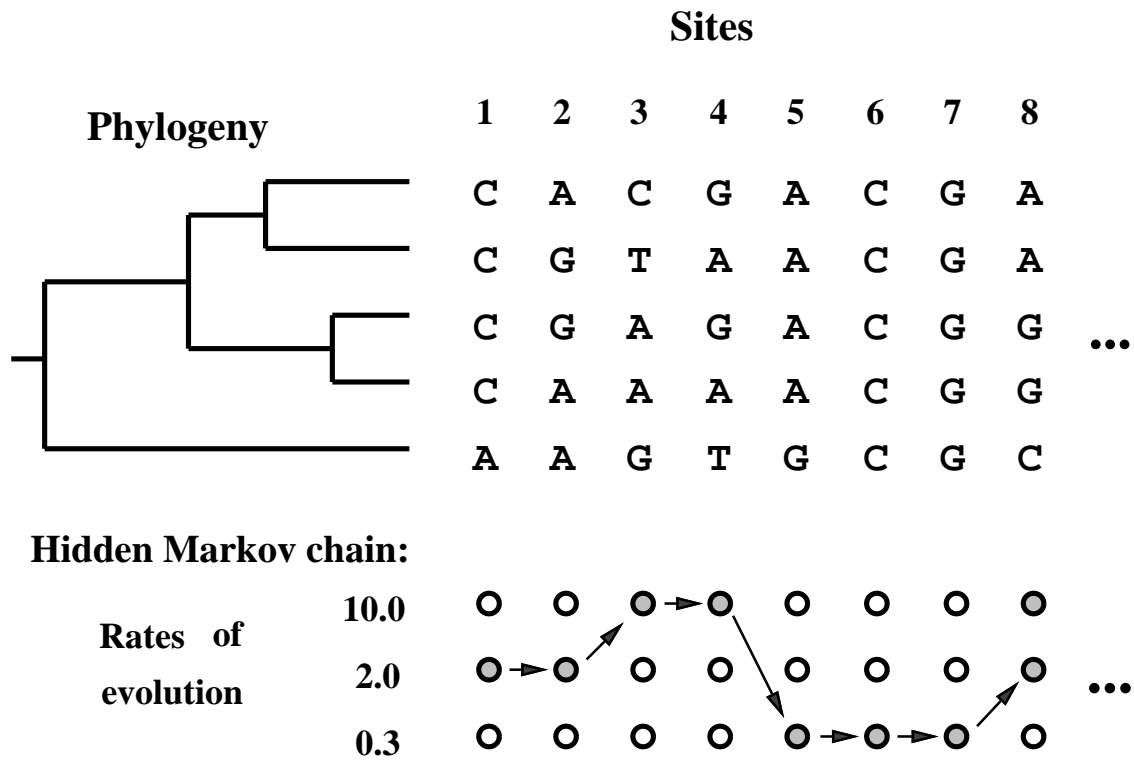 Sites
Phylogeny
1 2 3 4 5 6 7 8
C A C G A C G A
C G T A A C G A
C G A G A C G G
...
C A A A A C G G
A A G T G C G C
Hidden Markov chain:
Rates of
evolution
10.0
2.0
...
0.3